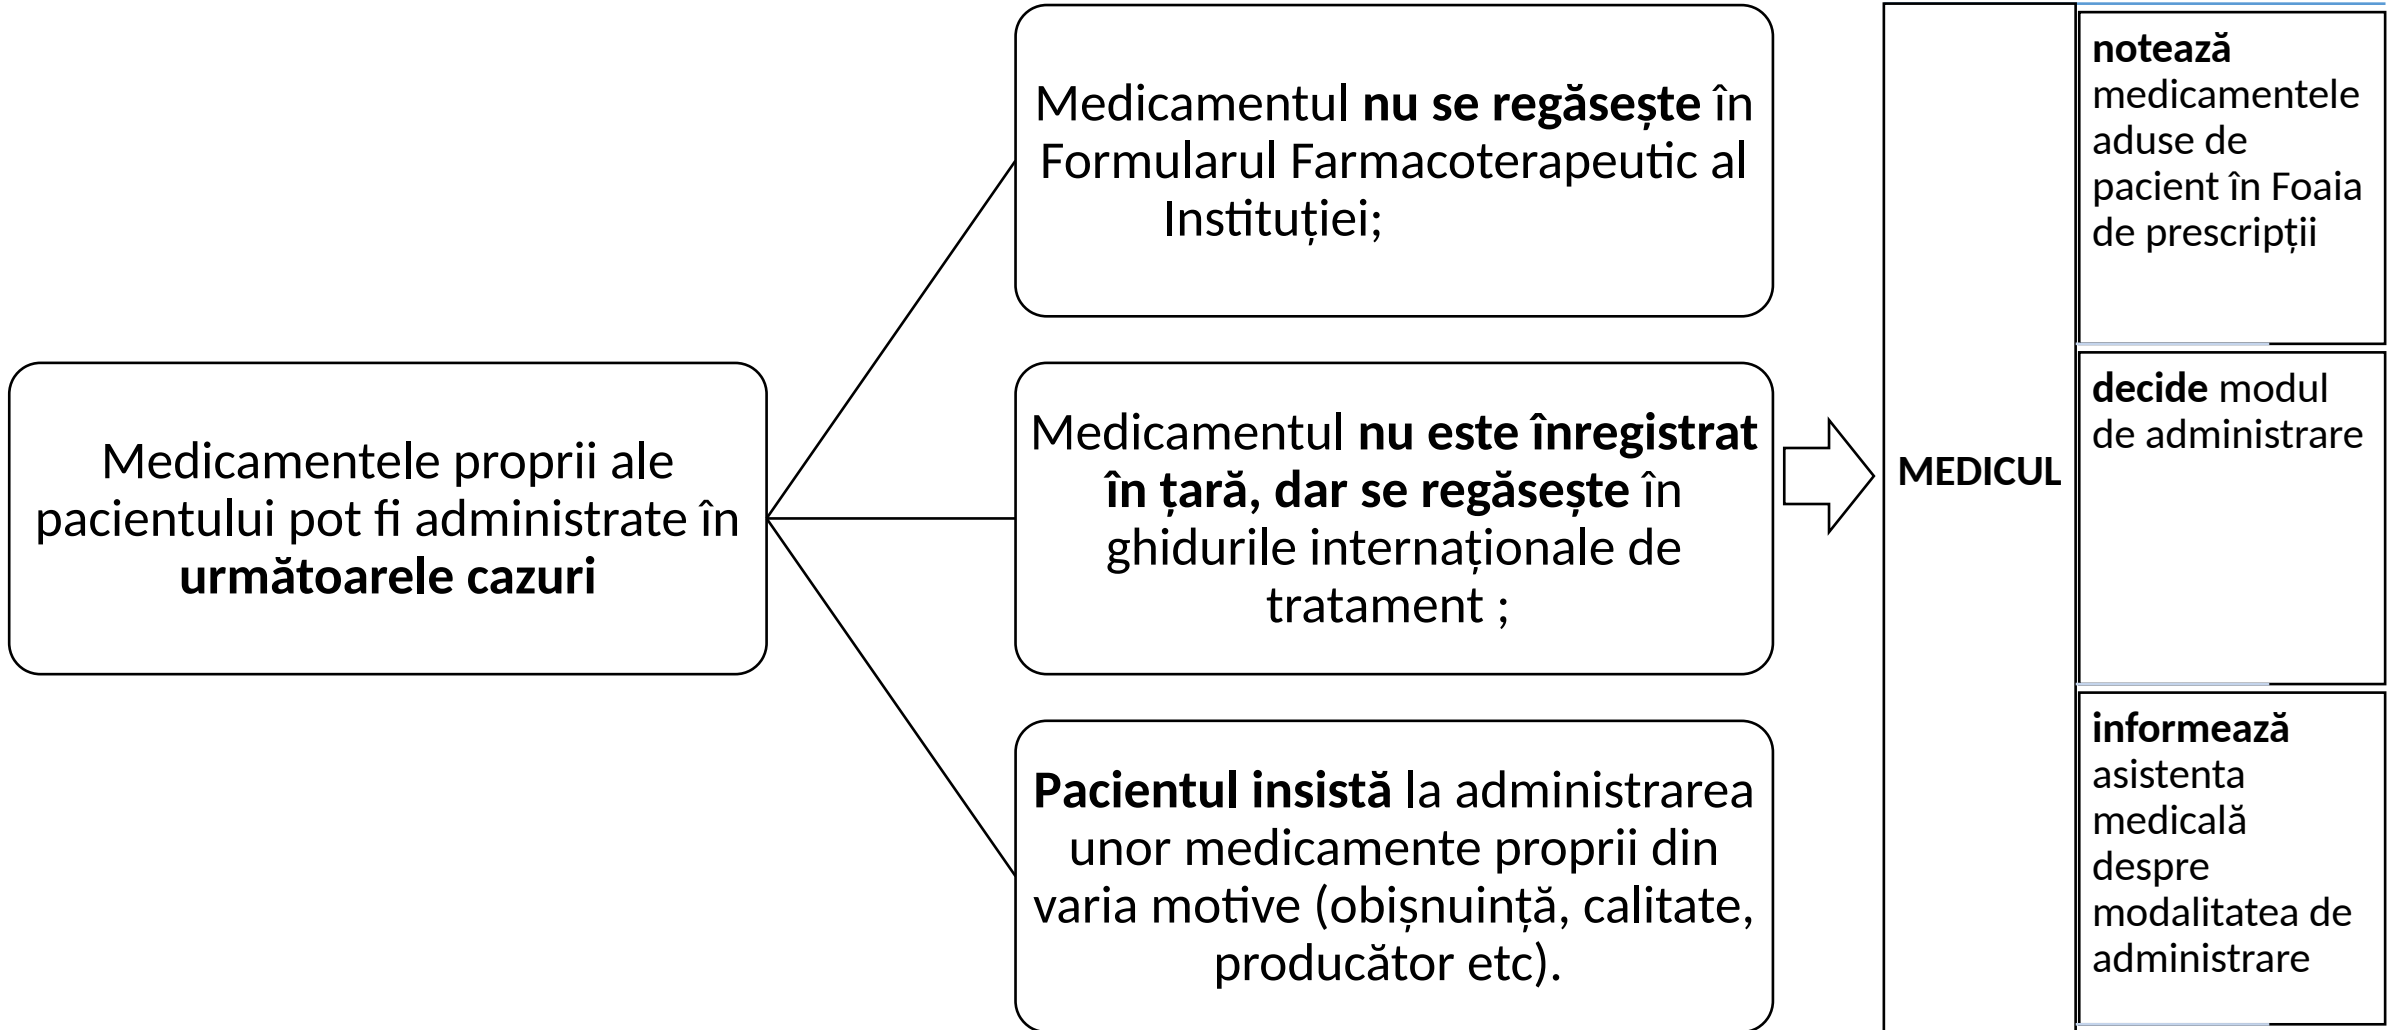 Medicamentele proprii ale
pacientului pot fi administrate în
următoarele cazuri
Medicamentul nu se regăsește în
Formularul Farmacoterapeutic al
Instituției;
Medicamentul nu este înregistrat
în țară, dar se regăsește în
ghidurile internaționale de
tratament ;
Pacientul insistă la administrarea
unor medicamente proprii din
varia motive (obișnuință, calitate,
producător etc).
MEDICUL
notează
medicamentele
aduse de
pacient în Foaia
de prescripții
decide modul
de administrare
informează
asistenta
medicală
despre
modalitatea de
administrare